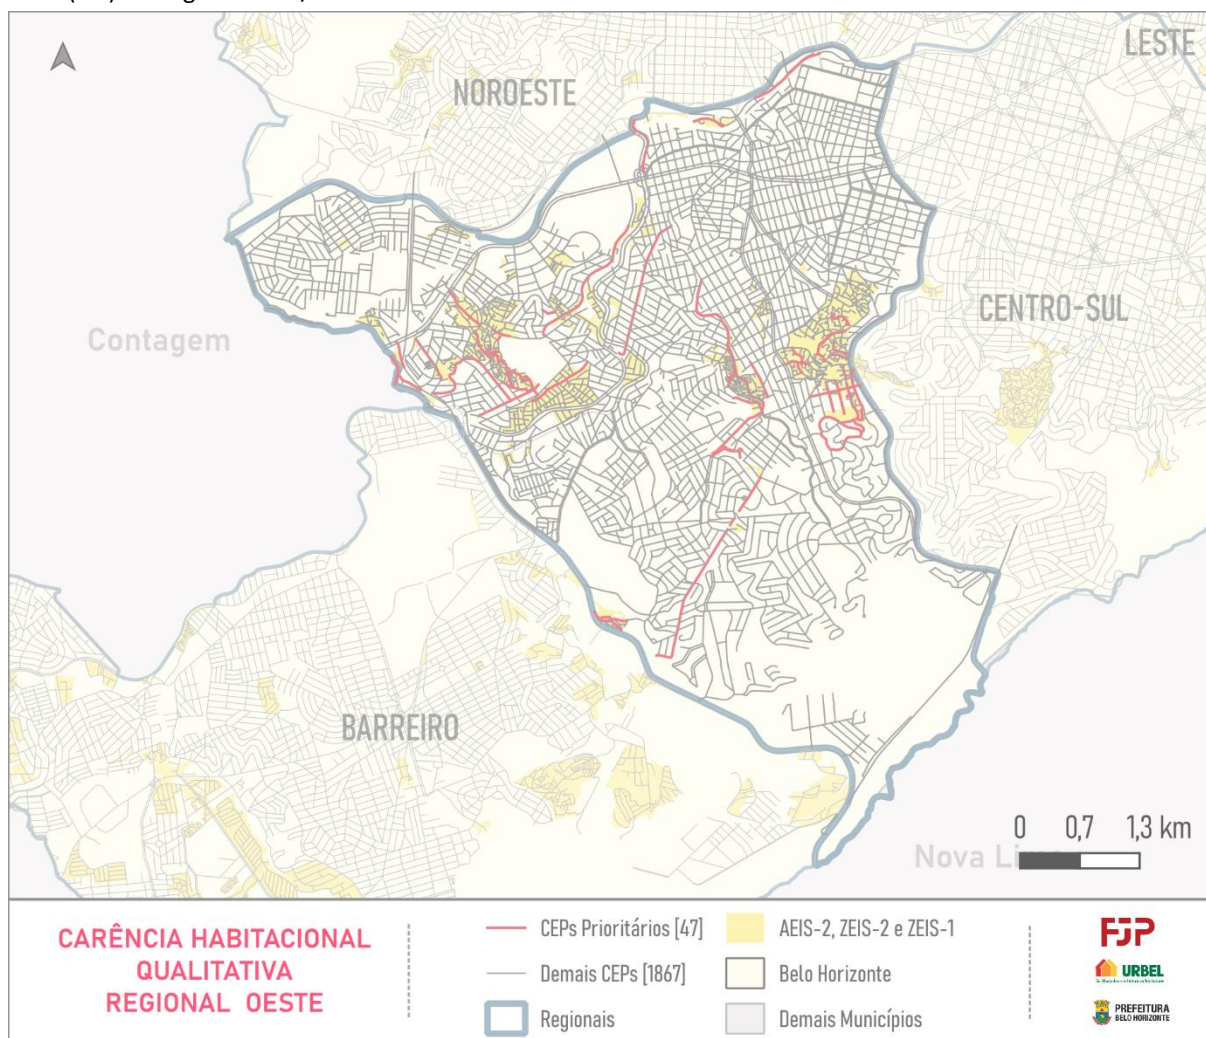 LESTE
NOROESTE
CENTRO-SUL
Contagem
BARREIRO
0 0,7 1,3 km
Nova Li
CARÊNCIA HABITACIONAL
QUALITATIVA
REGIONAL OESTE
CEPs Prioritários [47]
Demais CEPs [1867]
Regionais
AEIS-2, ZEIS-2 e ZEIS-1
Belo Horizonte
Demais Municípios
FJP
URBEL
PREFEITURA
BELO HORIZONTE